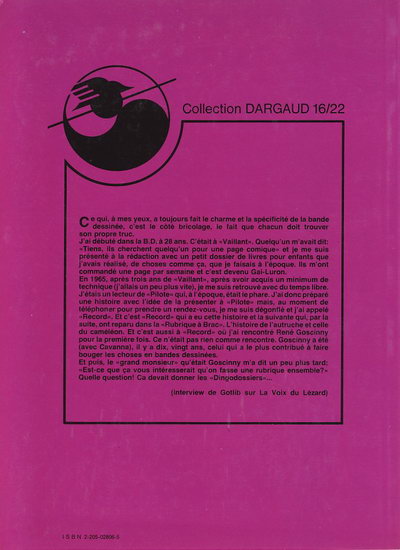 Collection DARGAUD 16/22
Ce qui, à mes yeux, a toujours fait le charme et la spécificité de la bande
dessinée, c'est le côté bricolage, le fait que chacun doit trouver
son propre truc.
J'ai débuté dans la B.D. à 28 ans. C'était à «Vaillant». Quelqu'un m'avait dit:
«Tiens, ils cherchent quelqu'un pour une page comique» et je me suis
présenté à la rédaction avec un petit dossier de livres pour enfants que
j'avais réalisé, de choses comme ça, que je faisais à l'époque. Ils m'ont
commandé une page par semaine et c'est devenu Gai-Luron.
En 1965, après trois ans de «Vaillant», après avoir acquis un minimum de
technique (j'allais un peu plus vite), je me suis retrouvé avec du temps libre.
J'étais un lecteur de «Pilote» qui, à l'époque, était le phare. J'ai donc préparé
une histoire avec l'idée de la présenter à «Pilote» mais, au moment de
téléphoner pour prendre un rendez-vous, je me suis dégonflé et j'ai appelé
«Record». Et c'est «Record» qui a eu cette histoire et la suivante qui, par la
suite, ont reparu dans la «Rubrique à Brac». L'histoire de l'autruche et celle
du caméléon. Et c'est aussi à «Record» où j'ai rencontré René Goscinny
pour la première fois. Ce n'était pas rien comme rencontre. Goscinny a été
(avec Cavanna), il y a dix, vingt ans, celui qui a le plus contribué à faire
bouger les choses en bandes dessinées.
Et puis, le «grand monsieur» qu'était Goscinny m'a dit un peu plus tard:
«Est-ce que ça vous intéresserait qu'on fasse une rubrique ensemble?»
Quelle question! Ca devait donner les «Dingodossiers»...
(interview de Gotlib sur La Voix du Lézard)
ISBN 2-205-02806-5